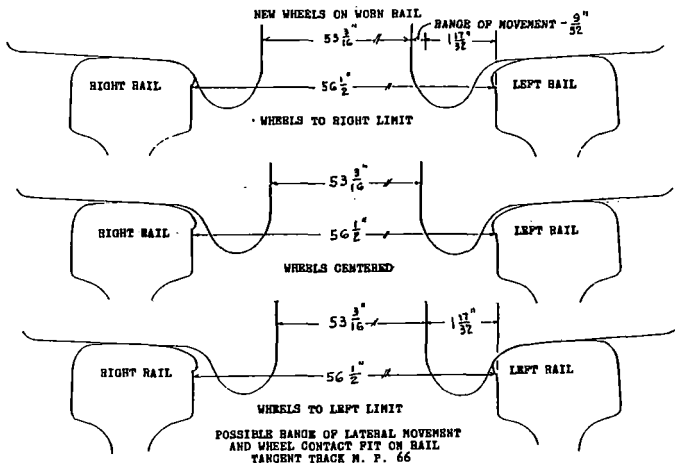 NEW WHEELS ON WORN RAIL
53 3/16"
RANGE OF MOVEMENT - 9/32"
1 17/32"
RIGHT RAIL
56 1/2"
LEFT RAIL
WHEELS TO RIGHT LIMIT
53 3/16"
RIGHT RAIL
56 1/2"
LEFT RAIL
WHEELS CENTERED
53 3/16"
1 17/32"
RIGHT RAIL
56 1/2"
LEFT RAIL
WHEELS TO LEFT LIMIT
POSSIBLE RANGE OF LATERAL MOVEMENT
AND WHEEL CONTACT FIT ON RAIL
TANGENT TRACK M. P. 66